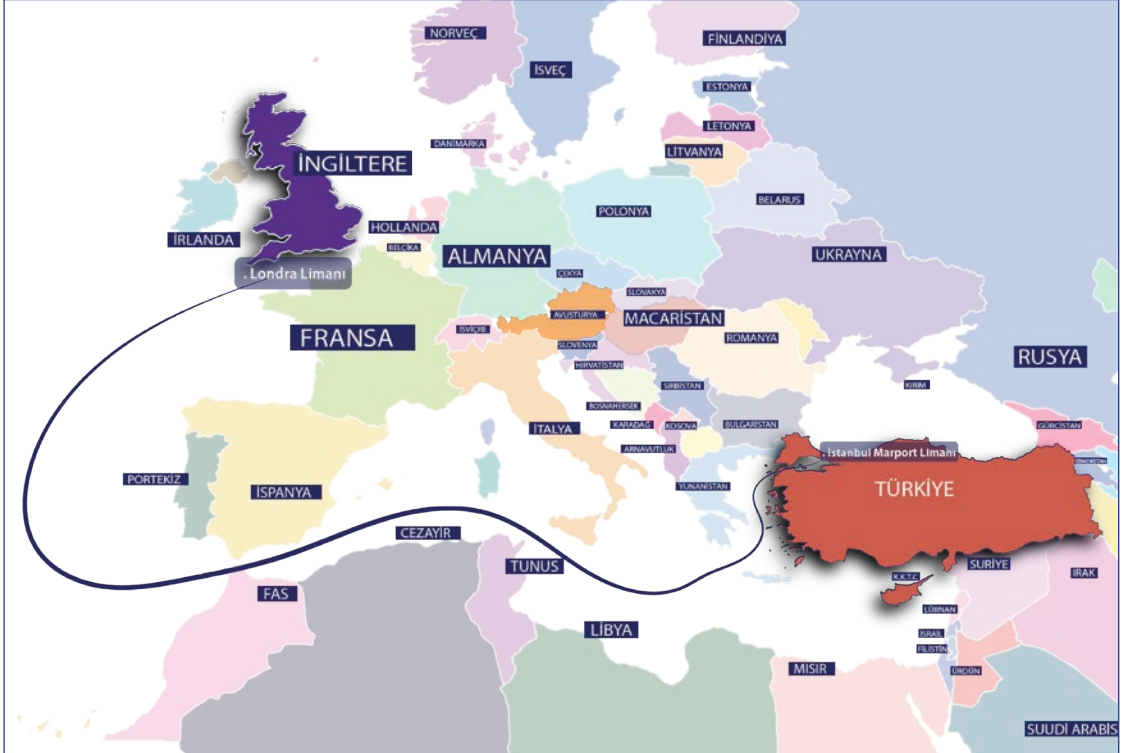 NORVEÇ
FİNLANDİYA
İSVEÇ
ESTONYA
LETONYA
DANİMARKA
LİTVANYA
İNGİLTERE
BELARUS
POLONYA
HOLLANDA
İRLANDA
BELÇİKA
ALMANYA
UKRAYNA
. Londra Limanı
ÇEKYA
SLOVAKYA
AVUSTURYA
MACARİSTAN
İSVİÇRE
FRANSA
ROMANYA
SLOVENYA
RUSYA
HIRVATİSTAN
SIRBİSTAN
KIRIM
BOSNAHERSEK
KARADAĞ
KOSOVA
BULGARİSTAN
GÜRCİSTAN
İTALYA
ARNAVUTLUK
. İstanbul Marport Limanı
PORTEKİZ
İSPANYA
YUNANİSTAN
TÜRKİYE
CEZAYİR
TUNUS
SURİYE
IRAK
K.K.T.C
FAS
LÜBNAN
LİBYA
İSRAİL
FİLİSTİN
MISIR
ÜRDÜN
SUUDİ ARABİS